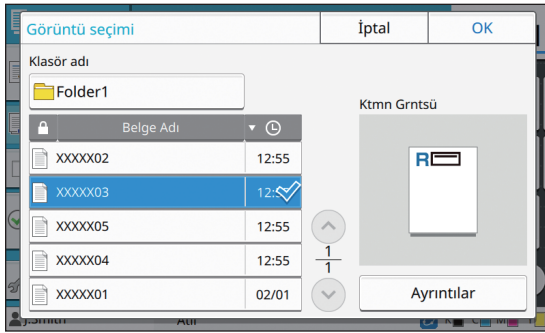 Görüntü seçimi
İptal
OK
Klasör adı
Folder1
Ktmn Grntsü
Belge Adı
XXXXX02 12:55
XXXXX03
XXXXX05 12:55
XXXXX04 12:55
XXXXX01 02/01
R
1
1
Ayrıntılar